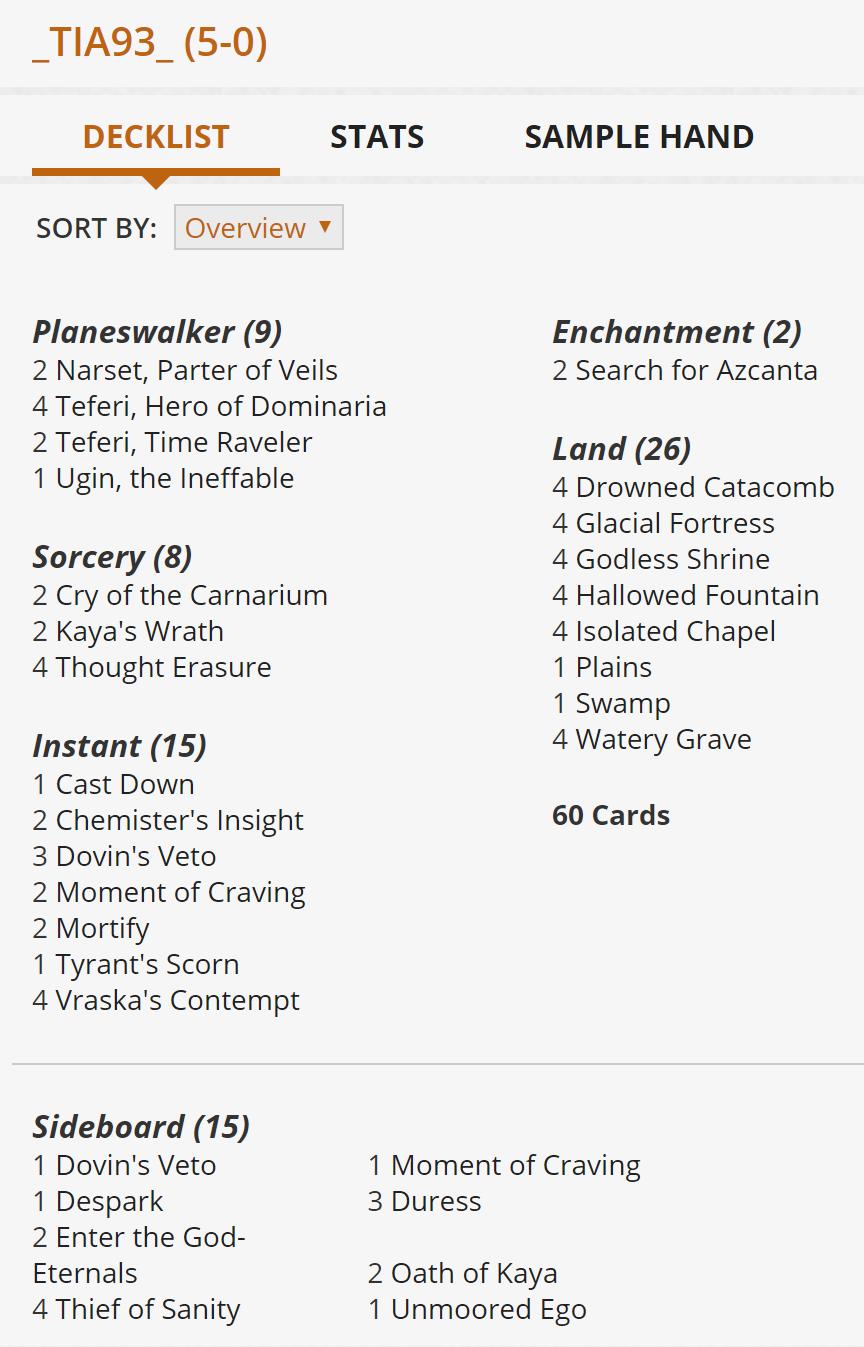 _TIA93_ (5-0)
DECKLIST
STATS
SAMPLE HAND
SORT BY:
Overview ▼
Planeswalker (9)
2 Narset, Parter of Veils
4 Teferi, Hero of Dominaria
2 Teferi, Time Raveler
1 Ugin, the Ineffable
Sorcery (8)
2 Cry of the Carnarium
2 Kaya's Wrath
4 Thought Erasure
Instant (15)
1 Cast Down
2 Chemister's Insight
3 Dovin's Veto
2 Moment of Craving
2 Mortify
1 Tyrant's Scorn
4 Vraska's Contempt
Enchantment (2)
2 Search for Azcanta
Land (26)
4 Drowned Catacomb
4 Glacial Fortress
4 Godless Shrine
4 Hallowed Fountain
4 Isolated Chapel
1 Plains
1 Swamp
4 Watery Grave
60 Cards
Sideboard (15)
1 Dovin's Veto
1 Despark
2 Enter the God-
Eternals
4 Thief of Sanity
1 Moment of Craving
3 Duress
2 Oath of Kaya
1 Unmoored Ego